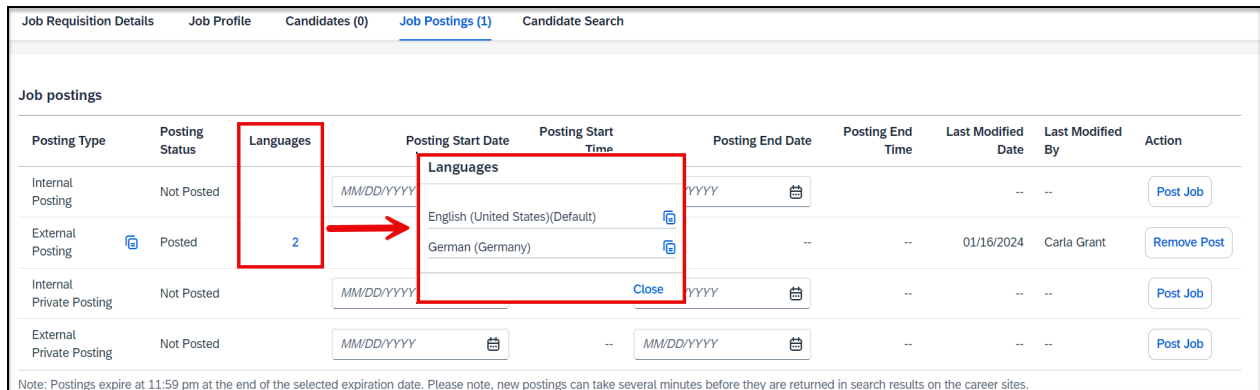 Job Requisition Details Job Profile Candidates (0) Job Postings (1) Candidate Search
Job postings
Posting Type Posting Status Languages Posting Start Date Posting Start Time Posting End Date Posting End Time Last Modified Date Last Modified By Action
Internal Posting Not Posted MM/DD/YYYY /YYYY -- -- Post Job
External Posting Posted 2 -- -- 01/16/2024 Carla Grant Remove Post
Internal Private Posting Not Posted MM/DD/YYYY /YYYY -- -- -- Post Job
External Private Posting Not Posted MM/DD/YYYY -- MM/DD/YYYY -- -- -- Post Job
Languages
English (United States)(Default)
German (Germany)
Close
Note: Postings expire at 11:59 pm at the end of the selected expiration date. Please note, new postings can take several minutes before they are returned in search results on the career sites.